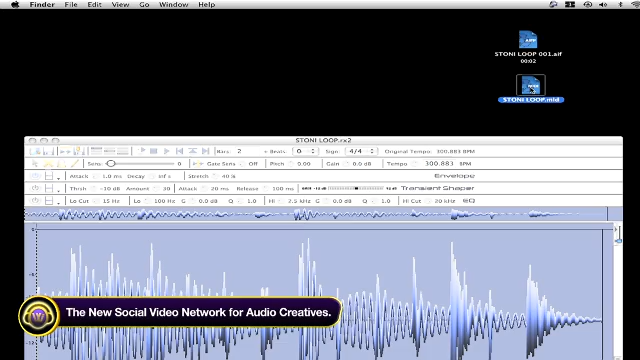 Finder File Edit View Go Window Help
STONI LOOP 001.aif
00:02
STONI LOOP.mid
STONI LOOP.rx2
Bars: 2 + Beats: 0 Sign: 4/4 Original Tempo: 300.883 BPM
Sens: 0 Gate Sens: Off Pitch: 0.00 Gain: 0.0 dB Tempo: 300.883 BPM
Attack Decay Inf s Stretch 40 % Envelope
Thrsh -10 dB Amount 20 Attack 20 ms Release 100 ms Transient Shaper
Lo Cut 15 Hz Lo 100 Hz G 0.0 dB Q 1.0 Hi 7.5 kHz G 0.0 dB Q 1.0 Hi Cut 20 kHz EQ
The New Social Video Network for Audio Creatives.